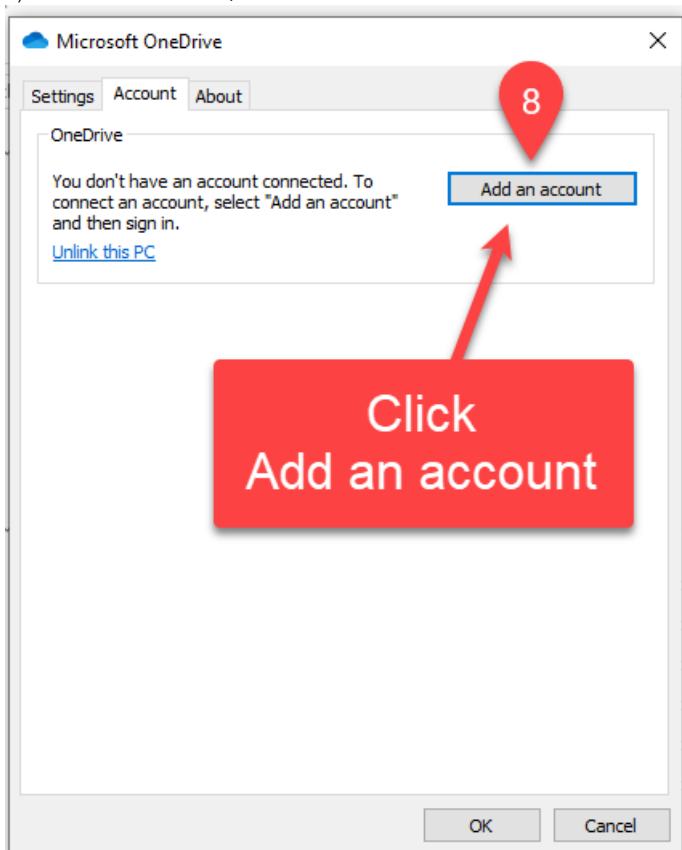 Microsoft OneDrive
Settings Account About
8
OneDrive
You don't have an account connected. To
connect an account, select "Add an account"
and then sign in.
Add an account
Unlink this PC
Click
Add an account
OK Cancel